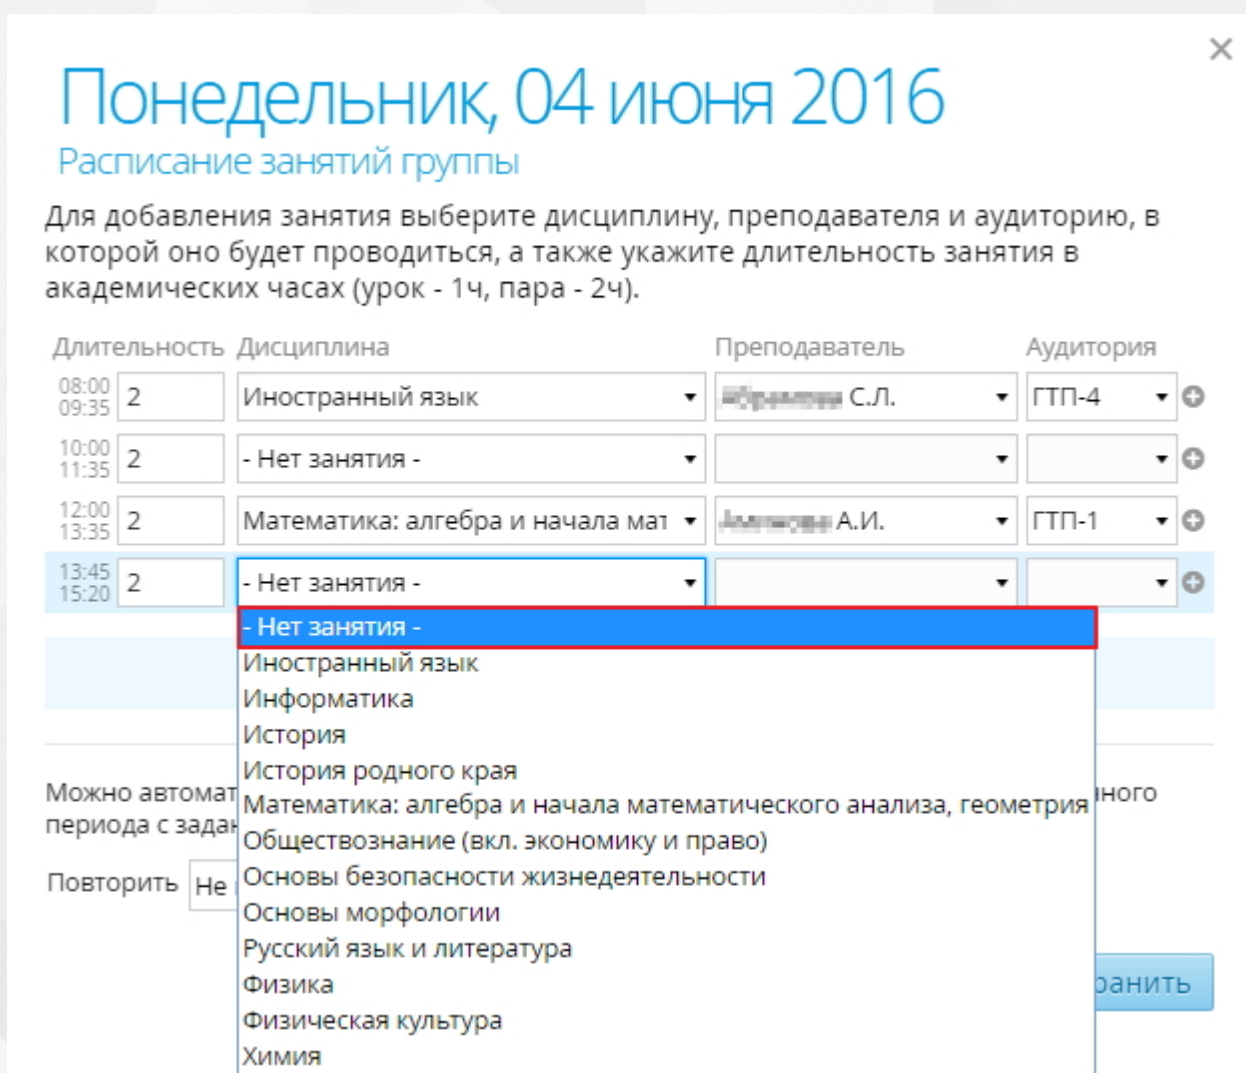 Понедельник, 04 июня 2016
Расписание занятий группы
Для добавления занятия выберите дисциплину, преподавателя и аудиторию, в
которой оно будет проводиться, а также укажите длительность занятия в
академических часах (урок - 1ч, пара - 2ч).
Длительность Дисциплина Преподаватель Аудитория
08:00
09:35 2 Иностранный язык С.Л. ГТП-4
10:00
11:35 2 - Нет занятия -
12:00
13:35 2 Математика: алгебра и начала мат А.И. ГТП-1
13:45
15:20 2 - Нет занятия -
- Нет занятия -
Иностранный язык
Информатика
История
История родного края
Можно автомат
Математика: алгебра и начала математического анализа, геометрия
ного
периода с задан
Обществознание (вкл. экономику и право)
Повторить Не
Основы безопасности жизнедеятельности
Основы морфологии
Русский язык и литература
Физика
ранить
Физическая культура
Химия